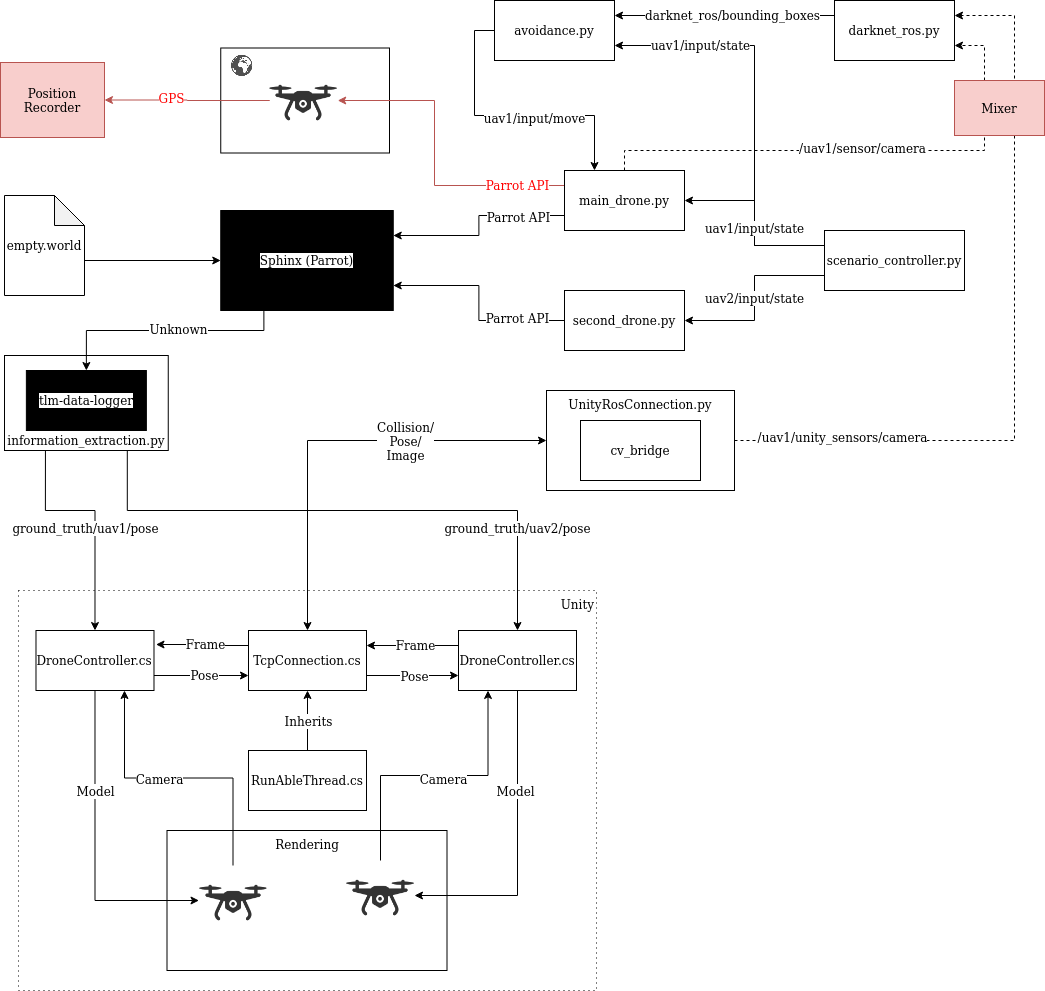 avoidance.py
darknet_ros/bounding_boxes
darknet_ros.py
uav1/input/state
Position
Recorder
GPS
Mixer
uav1/input/move
/uav1/sensor/camera
Parrot API
main_drone.py
Parrot API
uav1/input/state
empty.world
Sphinx (Parrot)
scenario_controller.py
uav2/input/state
Parrot API
second_drone.py
Unknown
tlm-data-logger
information_extraction.py
UnityRosConnection.py
cv_bridge
Collision/
Pose/
Image
/uav1/unity_sensors/camera
ground_truth/uav1/pose
ground_truth/uav2/pose
Unity
DroneController.cs
Frame
Pose
TcpConnection.cs
Frame
Pose
DroneController.cs
Inherits
RunAbleThread.cs
Camera
Camera
Model
Model
Rendering